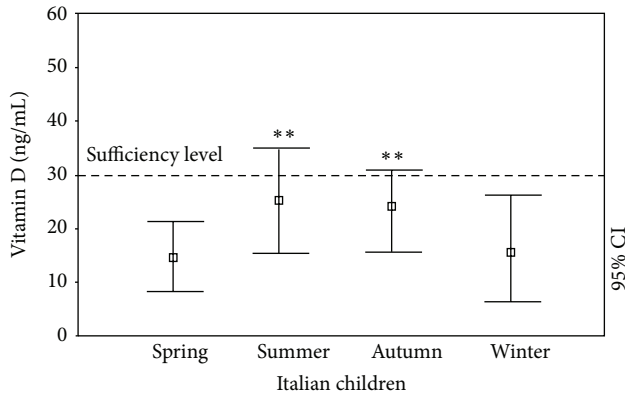 60
50
40
30
20
10
0
Vitamin D (ng/mL)
Sufficiency level
**
**
95% CI
Spring Summer Autumn Winter
Italian children